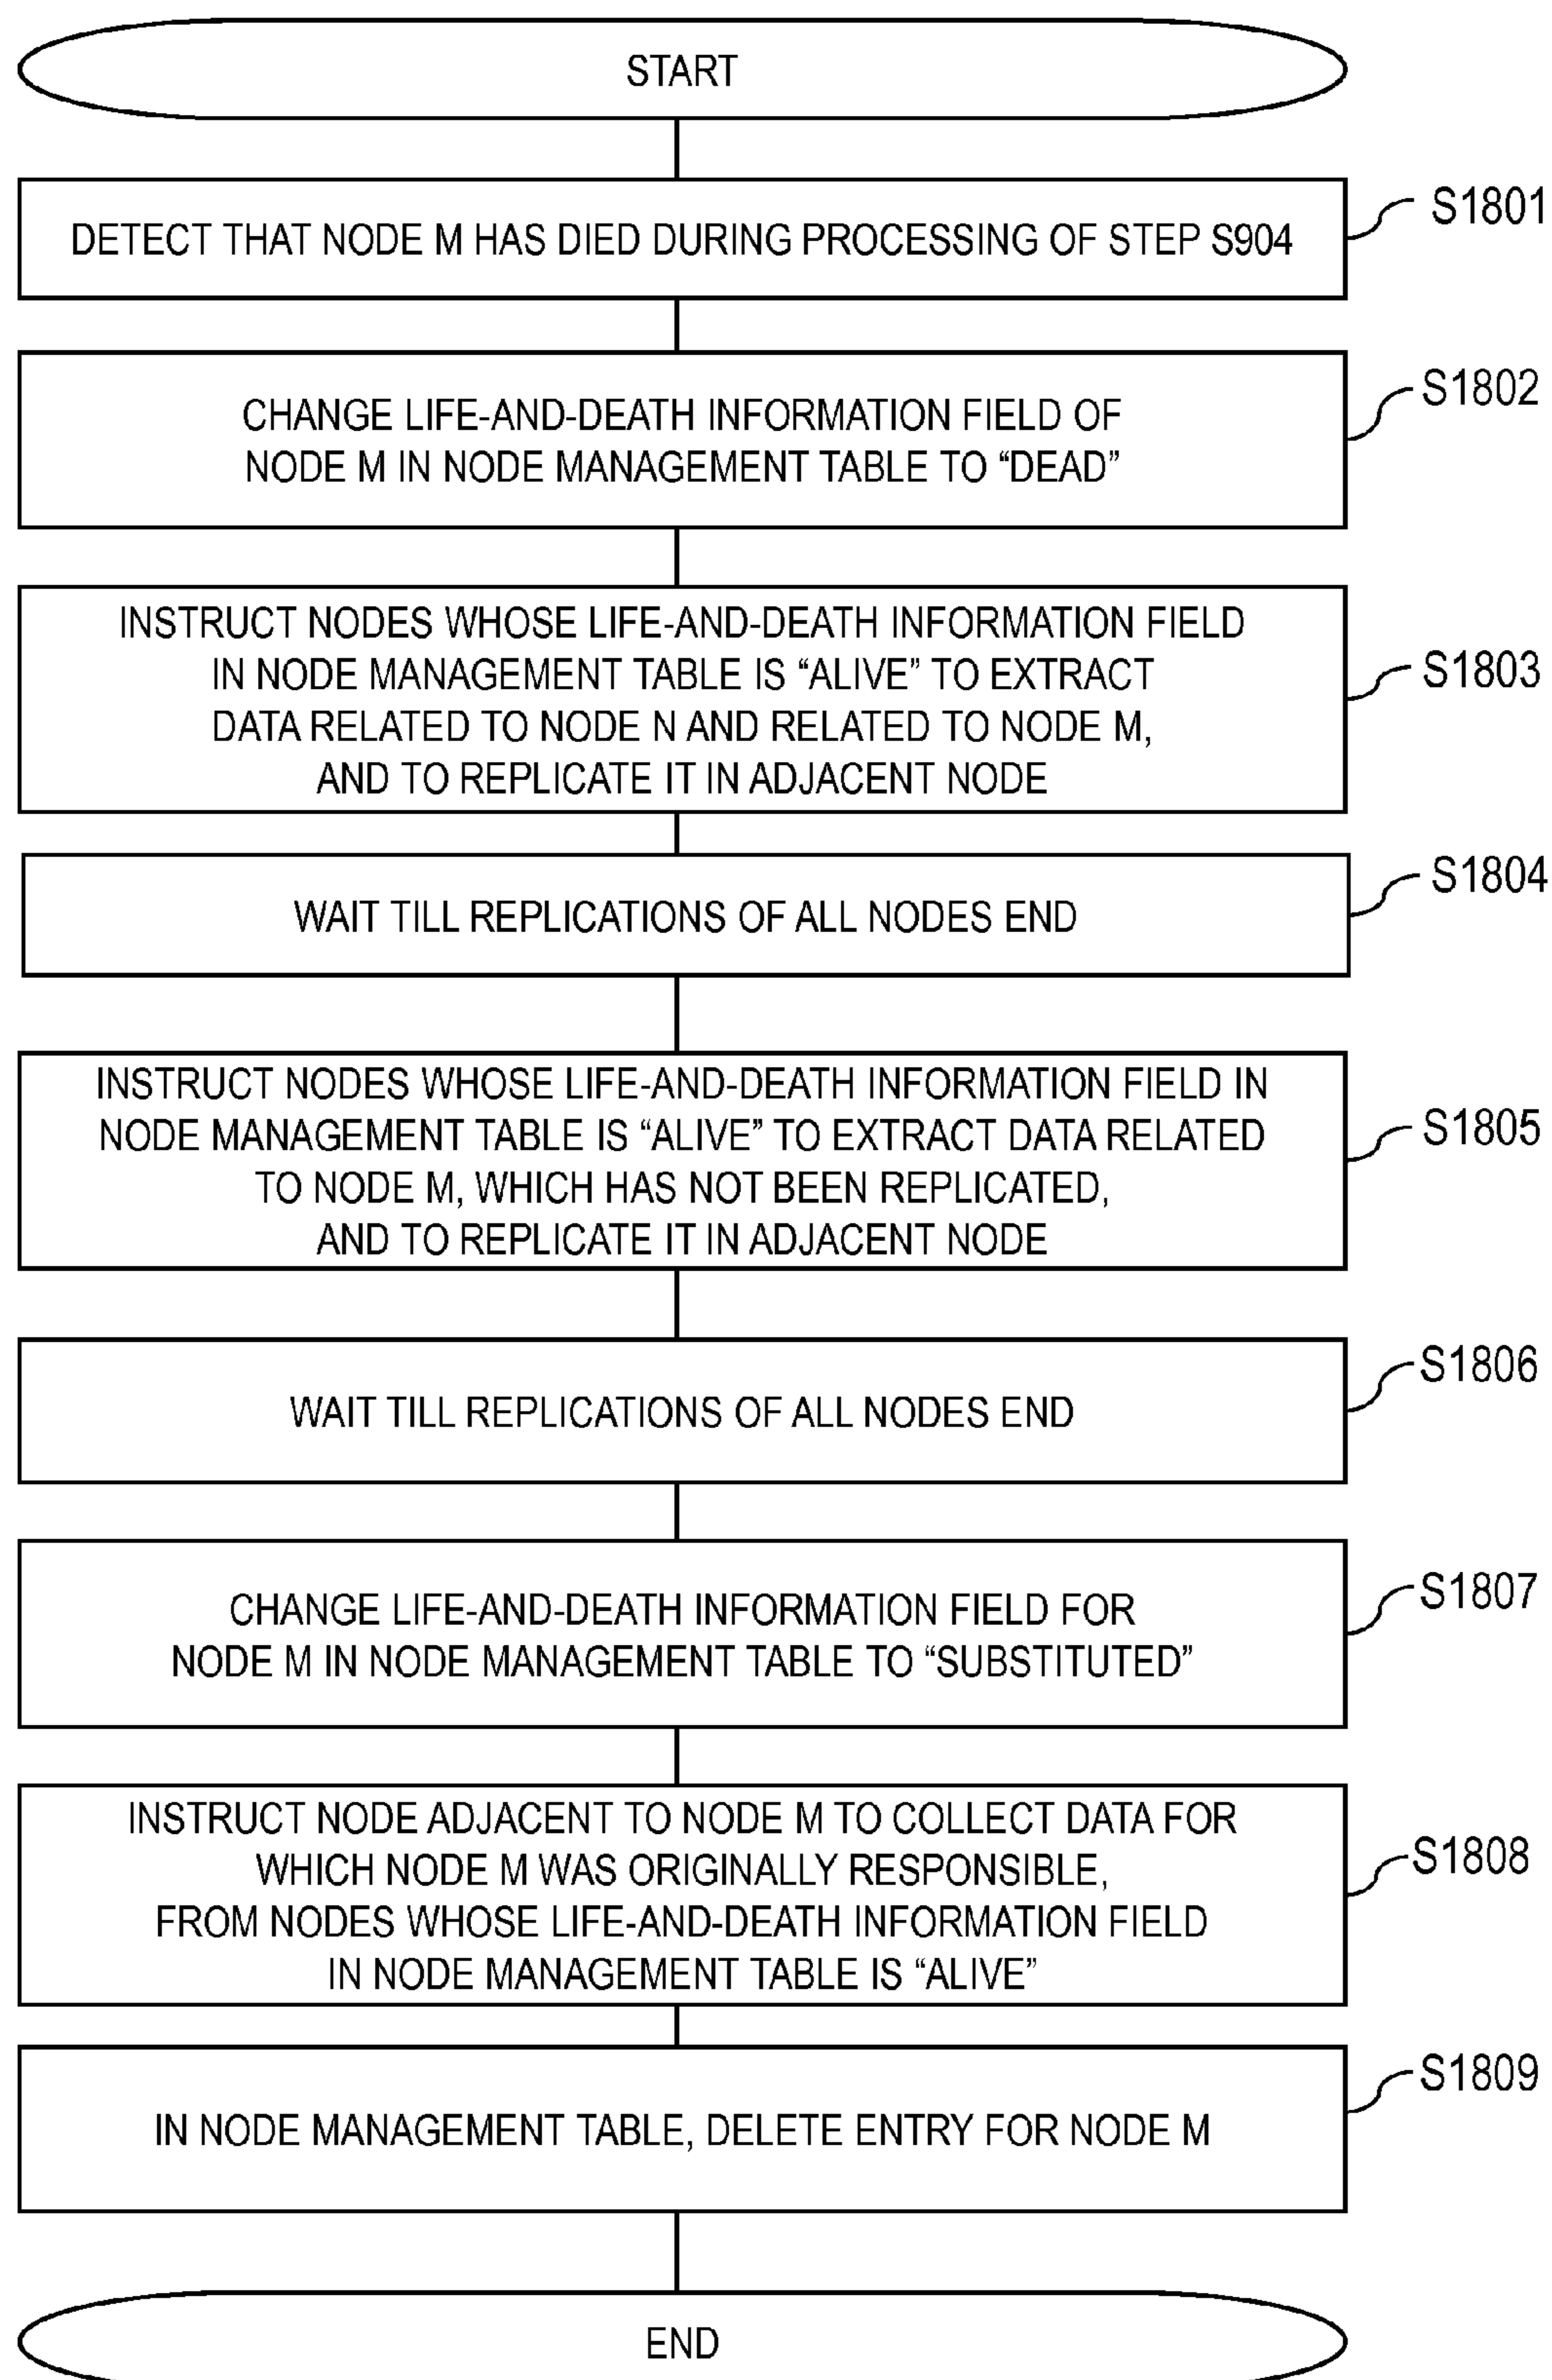 START
DETECT THAT NODE M HAS DIED DURING PROCESSING OF STEP S904
S1801
CHANGE LIFE-AND-DEATH INFORMATION FIELD OF
NODE M IN NODE MANAGEMENT TABLE TO “DEAD”
S1802
INSTRUCT NODES WHOSE LIFE-AND-DEATH INFORMATION FIELD
IN NODE MANAGEMENT TABLE IS “ALIVE” TO EXTRACT
DATA RELATED TO NODE N AND RELATED TO NODE M,
AND TO REPLICATE IT IN ADJACENT NODE
S1803
WAIT TILL REPLICATIONS OF ALL NODES END
S1804
INSTRUCT NODES WHOSE LIFE-AND-DEATH INFORMATION FIELD IN
NODE MANAGEMENT TABLE IS “ALIVE” TO EXTRACT DATA RELATED
TO NODE M, WHICH HAS NOT BEEN REPLICATED,
AND TO REPLICATE IT IN ADJACENT NODE
S1805
WAIT TILL REPLICATIONS OF ALL NODES END
S1806
CHANGE LIFE-AND-DEATH INFORMATION FIELD FOR
NODE M IN NODE MANAGEMENT TABLE TO “SUBSTITUTED”
S1807
INSTRUCT NODE ADJACENT TO NODE M TO COLLECT DATA FOR
WHICH NODE M WAS ORIGINALLY RESPONSIBLE,
FROM NODES WHOSE LIFE-AND-DEATH INFORMATION FIELD
IN NODE MANAGEMENT TABLE IS “ALIVE”
S1808
IN NODE MANAGEMENT TABLE, DELETE ENTRY FOR NODE M
S1809
END